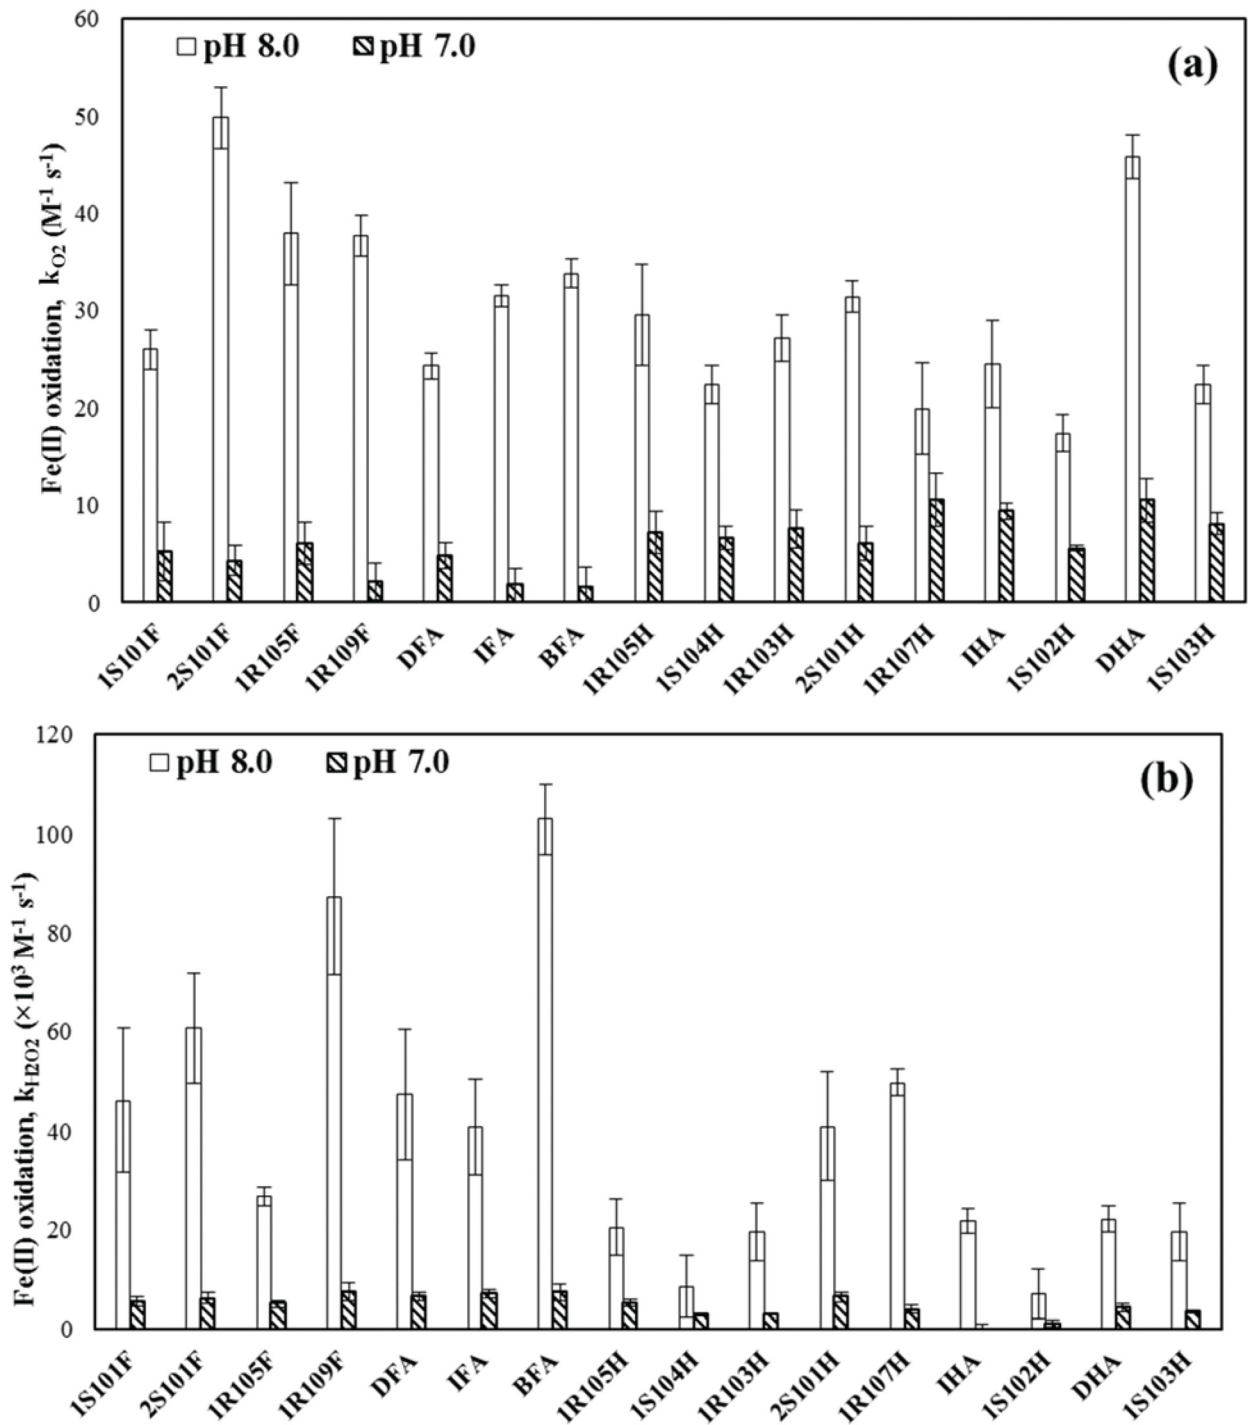 60
50
40
30
20
10
0
Fe(II) oxidation, k_O2 (M⁻¹ s⁻¹)
pH 8.0 pH 7.0
(a)
1S101F 2S101F 1R105F 1R109F DFA IFA BFA 1R105H 1S104H 1R103H 2S101H 1R107H IHA 1S102H DHA 1S103H
120
100
80
60
40
20
0
Fe(II) oxidation, k_H2O2 (×10³ M⁻¹ s⁻¹)
pH 8.0 pH 7.0
(b)
1S101F 2S101F 1R105F 1R109F DFA IFA BFA 1R105H 1S104H 1R103H 2S101H 1R107H IHA 1S102H DHA 1S103H